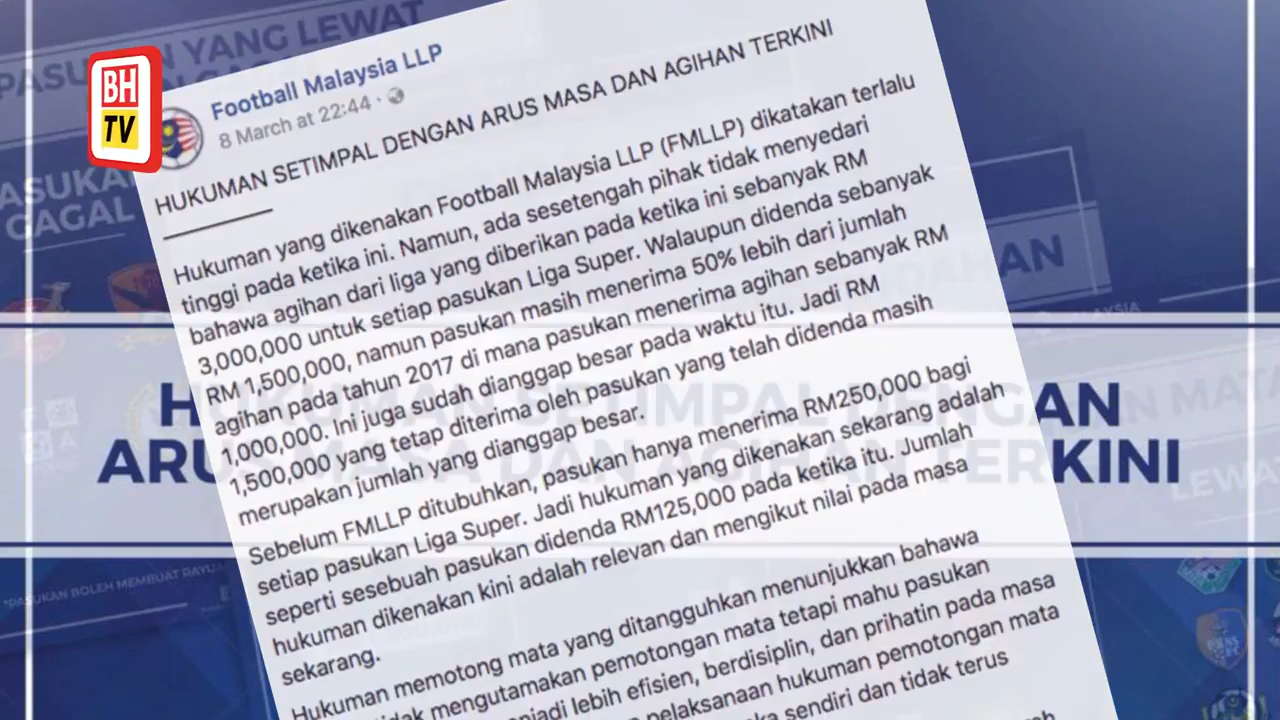 BH
TV
Football Malaysia LLP
8 March at 22:44 ·
HUKUMAN SETIMPAL DENGAN ARUS MASA DAN AGIHAN TERKINI
Hukuman yang dikenakan Football Malaysia LLP (FMLLP) dikatakan terlalu
tinggi pada ketika ini. Namun, ada sesetengah pihak tidak menyedari
bahawa agihan dari liga yang diberikan pada ketika ini sebanyak RM
3,000,000 untuk setiap pasukan Liga Super. Walaupun didenda sebanyak
RM 1,500,000, namun pasukan masih menerima 50% lebih dari jumlah
agihan pada tahun 2017 di mana pasukan menerima agihan sebanyak RM
1,000,000. Ini juga sudah dianggap besar pada waktu itu. Jadi RM
1,500,000 yang tetap diterima oleh pasukan yang telah didenda masih
merupakan jumlah yang dianggap besar.
Sebelum FMLLP ditubuhkan, pasukan hanya menerima RM250,000 bagi
setiap pasukan Liga Super. Jadi hukuman yang dikenakan sekarang adalah
seperti sesebuah pasukan didenda RM125,000 pada ketika itu. Jumlah
hukuman dikenakan kini adalah relevan dan mengikut nilai pada masa
sekarang.
Hukuman memotong mata yang ditangguhkan menunjukkan bahawa
mengutamakan pemotongan mata tetapi mahu pasukan
lebih efisien, berdisiplin, dan prihatin pada masa
pelaksanaan hukuman pemotongan mata
sendiri dan tidak terus
HUKUMAN SETIMPAL DENGAN
ARUS MASA DAN AGIHAN TERKINI
YANG LEWAT
GAGAL
*PASUKAN BOLEH MEMBUAT
LEWAT